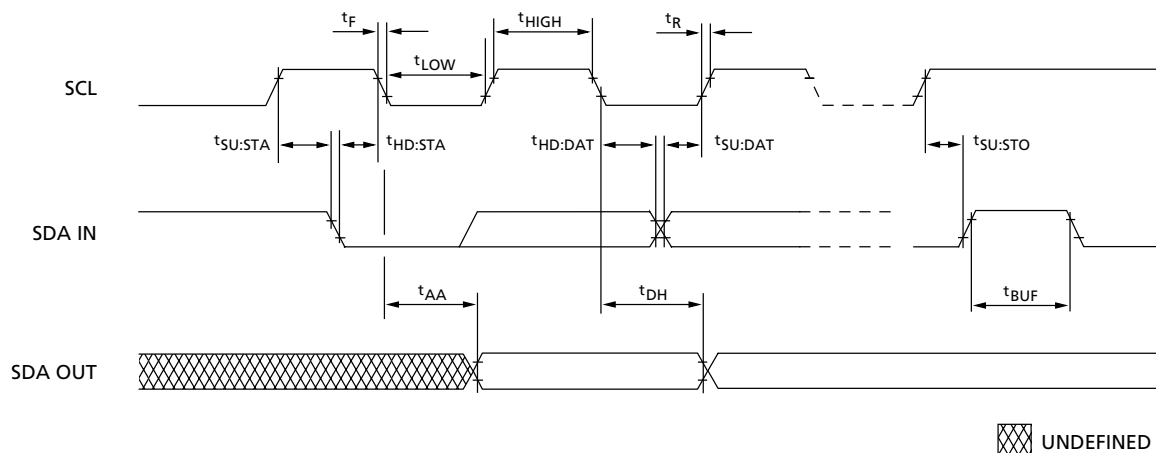 tF
tHIGH
tR
tLOW
SCL
tSU:STA
tHD:STA
tHD:DAT
tSU:DAT
tSU:STO
SDA IN
tAA
tDH
tBUF
SDA OUT
UNDEFINED